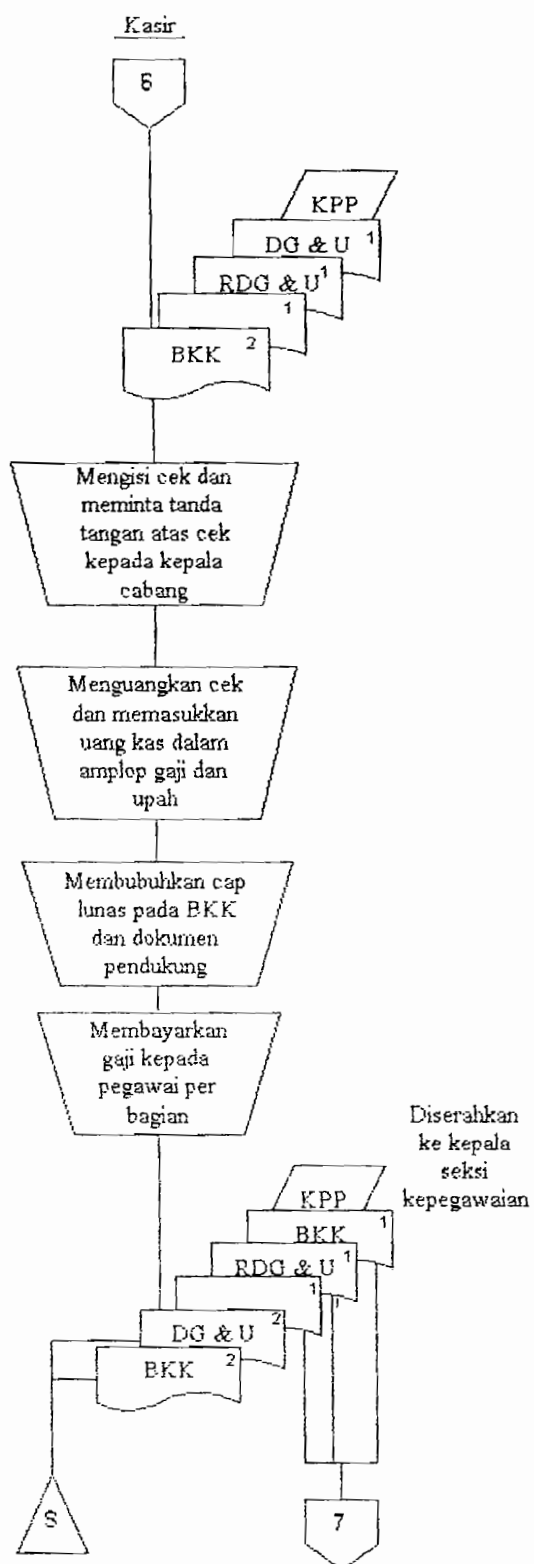 Kasir
6
KPP
DG & U 1
RDG & U 1
1
BKK 2
Mengisi cek dan
meminta tanda
tangan atas cek
kepada kepala
cabang
Menguangkan cek
dan memasukkan
uang kas dalam
amplop gaji dan
upah
Membubuhkan cap
lunas pada BKK
dan dokumen
pendukung
Membayarkan
gaji kepada
pegawai per
bagian
Diserahkan
ke kepala
seksi
kepegawaian
KPP
BKK 1
RDG & U 1
1
DG & U 2
BKK 2
S
7